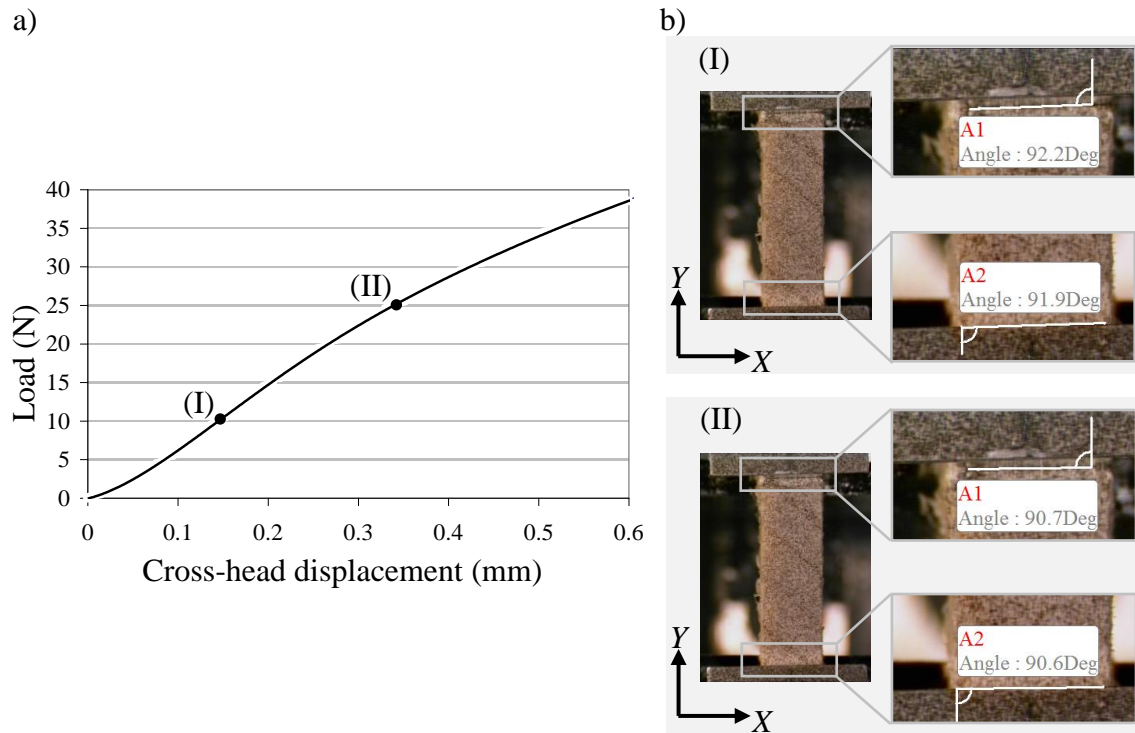 a)
40
35
30
25
20
15
10
5
0
Load (N)
(I)
(II)
0 0.1 0.2 0.3 0.4 0.5 0.6
Cross-head displacement (mm)
b)
(I)
A1
Angle : 92.2Deg
A2
Angle : 91.9Deg
Y
X
(II)
A1
Angle : 90.7Deg
A2
Angle : 90.6Deg
Y
X